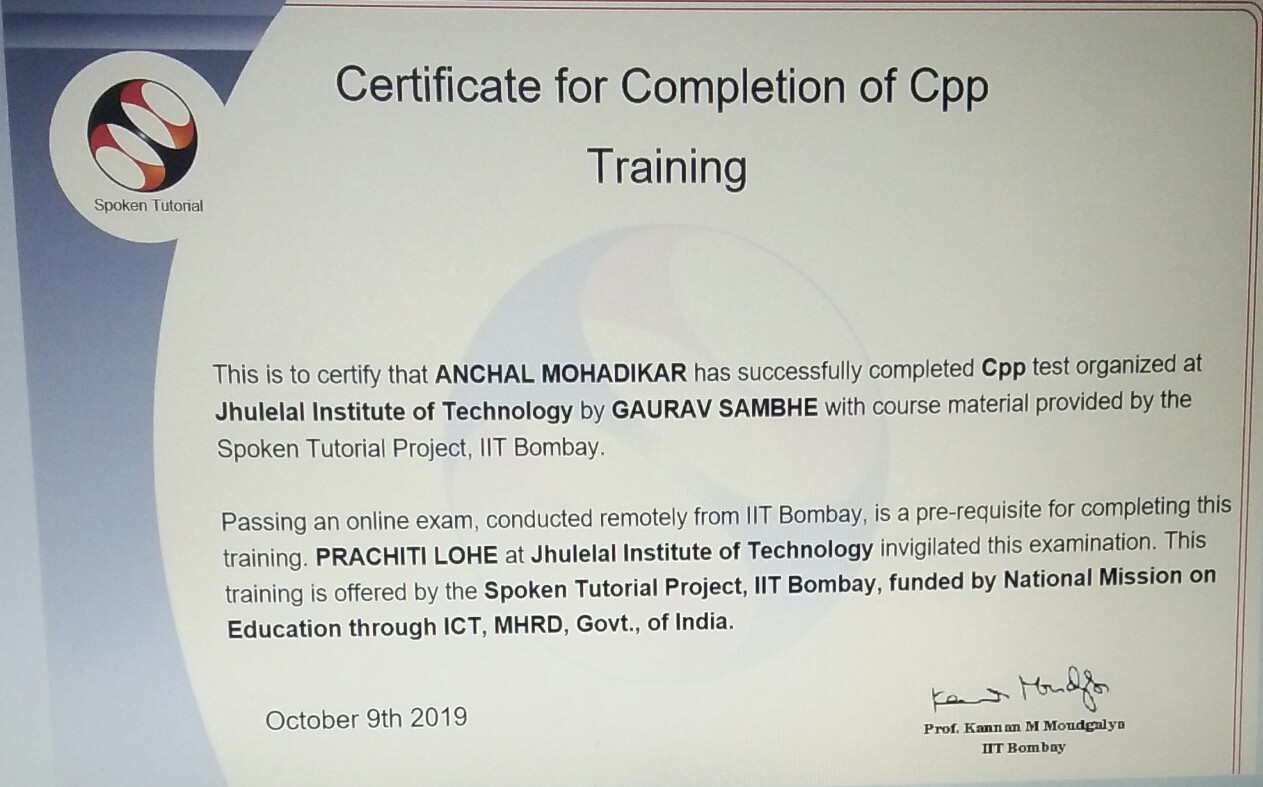 Certificate for Completion of Cpp
Training
Spoken Tutorial
This is to certify that ANCHAL MOHADIKAR has successfully completed Cpp test organized at
Jhulelal Institute of Technology by GAURAV SAMBHE with course material provided by the
Spoken Tutorial Project, IIT Bombay.
Passing an online exam, conducted remotely from IIT Bombay, is a pre-requisite for completing this
training. PRACHITI LOHE at Jhulelal Institute of Technology invigilated this examination. This
training is offered by the Spoken Tutorial Project, IIT Bombay, funded by National Mission on
Education through ICT, MHRD, Govt., of India.
October 9th 2019
Prof. Kannan M Moudgalya
IIT Bombay